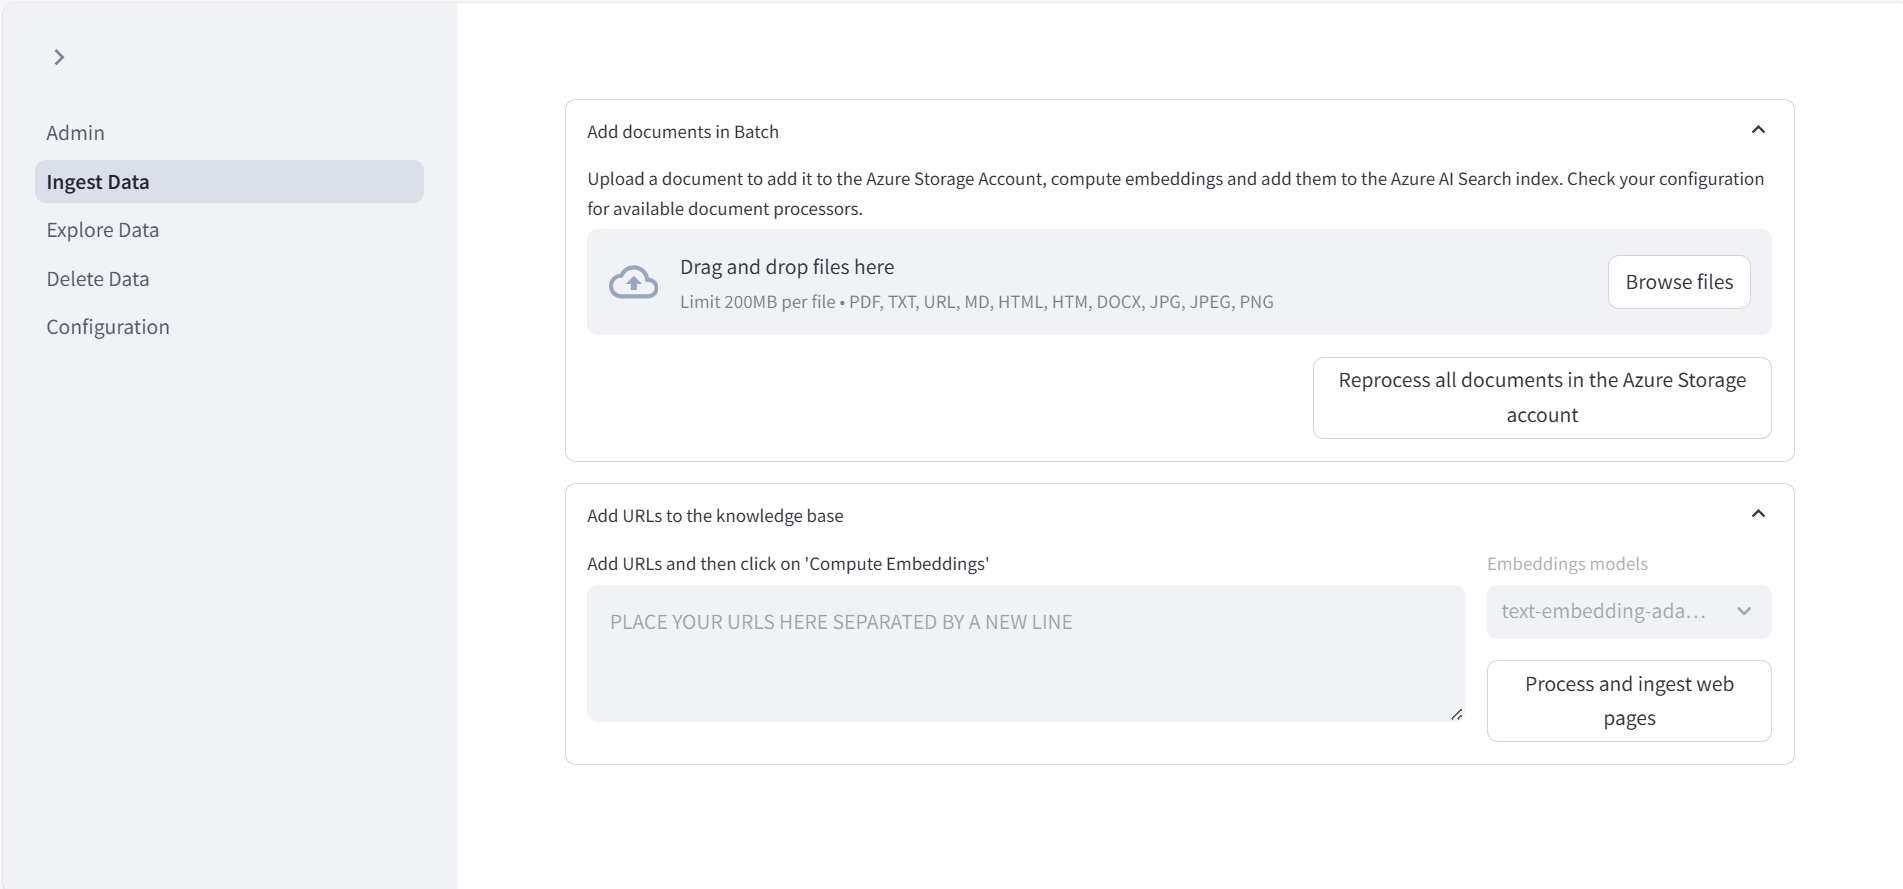 Admin
Ingest Data
Explore Data
Delete Data
Configuration
Add documents in Batch
Upload a document to add it to the Azure Storage Account, compute embeddings and add them to the Azure AI Search index. Check your configuration
for available document processors.
Drag and drop files here
Limit 200MB per file • PDF, TXT, URL, MD, HTML, HTM, DOCX, JPG, JPEG, PNG
Browse files
Reprocess all documents in the Azure Storage
account
Add URLs to the knowledge base
Add URLs and then click on 'Compute Embeddings'
PLACE YOUR URLS HERE SEPARATED BY A NEW LINE
Embeddings models
text-embedding-ada...
Process and ingest web
pages